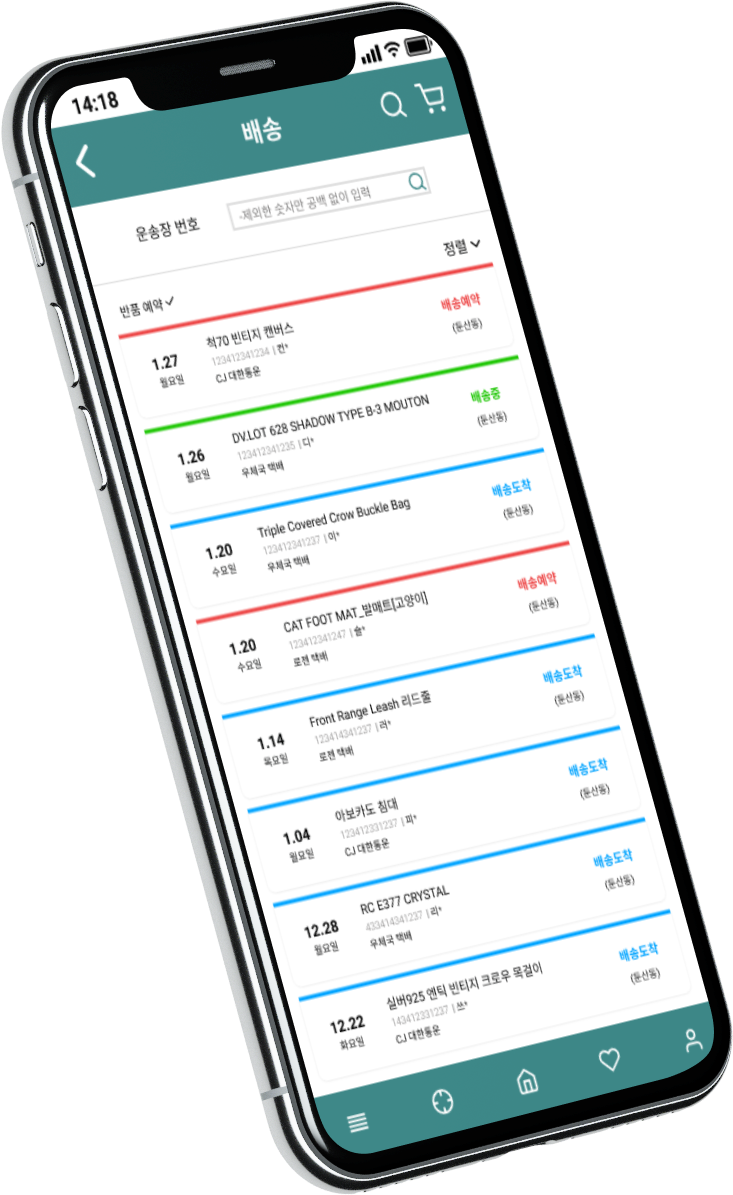 14:18
배송
운송장 번호
-제외한 숫자만 공백 없이 입력
정렬
반품 예약
1.27
월요일
척70 빈티지 캔버스
123412341234 | 컨*
CJ 대한통운
배송예약
(둔산동)
1.26
월요일
DV.LOT 628 SHADOW TYPE B-3 MOUTON
123412341235 | 디*
우체국 택배
배송중
(둔산동)
1.20
수요일
Triple Covered Crow Buckle Bag
123412341237 | 이*
우체국 택배
배송도착
(둔산동)
1.20
수요일
CAT FOOT MAT_발매트[고양이]
123412341247 | 슬*
로젠 택배
배송예약
(둔산동)
1.14
목요일
Front Range Leash 리드줄
123414341237 | 러*
로젠 택배
배송도착
(둔산동)
1.04
월요일
아보카도 침대
123412331237 | 피*
CJ 대한통운
배송도착
(둔산동)
12.28
월요일
RC E377 CRYSTAL
433414341237 | 리*
우체국 택배
배송도착
(둔산동)
12.22
화요일
실버925 앤틱 빈티지 크로우 목걸이
143412331237 | 쓰*
CJ 대한통운
배송도착
(둔산동)